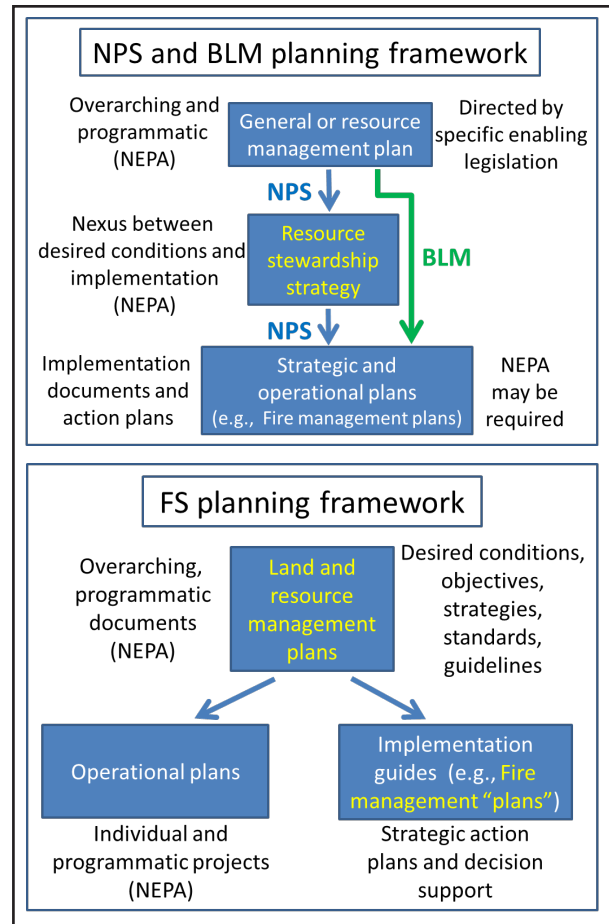 NPS and BLM planning framework
Overarching and
programmatic
(NEPA)
General or resource
management plan
Directed by
specific enabling
legislation
NPS
Nexus between
desired conditions and
implementation
(NEPA)
Resource
stewardship
strategy
BLM
NPS
Implementation
documents and
action plans
Strategic and
operational plans
(e.g., Fire management plans)
NEPA
may be
required
FS planning framework
Overarching,
programmatic
documents
(NEPA)
Land and
resource
management
plans
Desired conditions,
objectives,
strategies,
standards,
guidelines
Operational plans
Individual and
programmatic projects
(NEPA)
Implementation
guides (e.g., Fire
management “plans”)
Strategic action
plans and decision
support